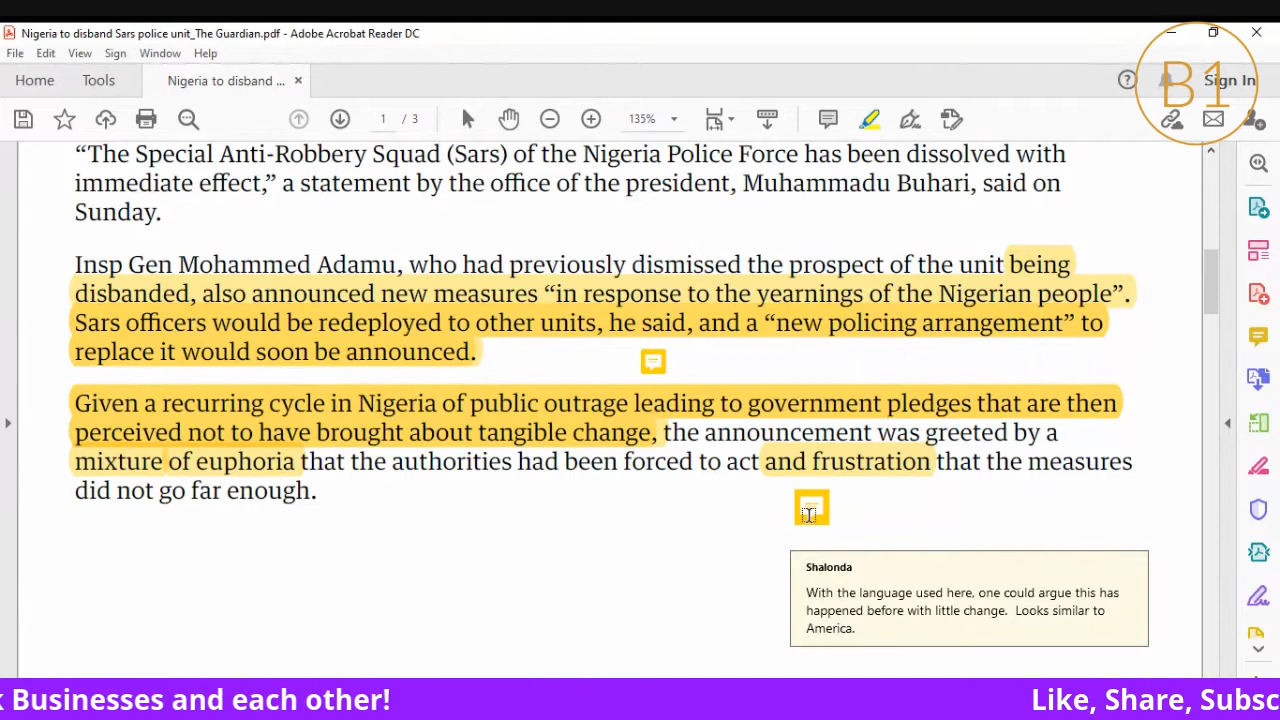 Nigeria to disband Sars police unit_The Guardian.pdf - Adobe Acrobat Reader DC
File Edit View Sign Window Help
Home Tools Nigeria to disband ... × Sign In
B1
1 / 3 135%
“The Special Anti-Robbery Squad (Sars) of the Nigeria Police Force has been dissolved with
immediate effect,” a statement by the office of the president, Muhammadu Buhari, said on
Sunday.
Insp Gen Mohammed Adamu, who had previously dismissed the prospect of the unit being
disbanded, also announced new measures “in response to the yearnings of the Nigerian people”.
Sars officers would be redeployed to other units, he said, and a “new policing arrangement” to
replace it would soon be announced.
Given a recurring cycle in Nigeria of public outrage leading to government pledges that are then
perceived not to have brought about tangible change, the announcement was greeted by a
mixture of euphoria that the authorities had been forced to act and frustration that the measures
did not go far enough.
Shalonda
With the language used here, one could argue this has
happened before with little change. Looks similar to
America.
k Businesses and each other! Like, Share, Subsc